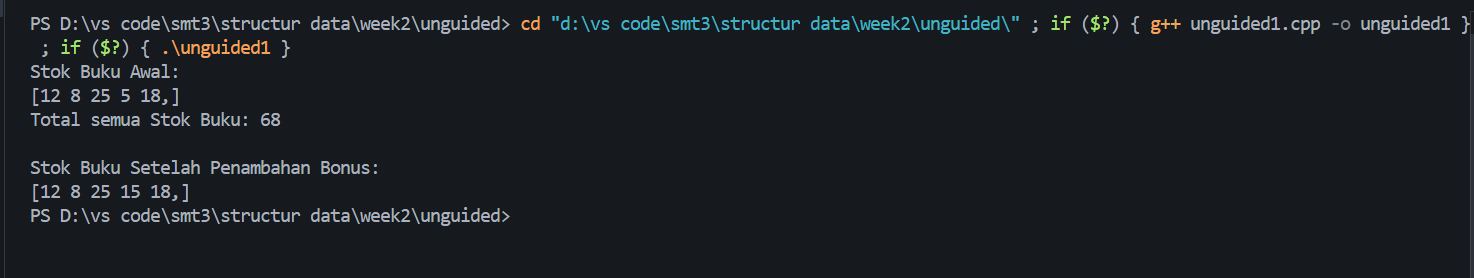 PS D:\vs code\smt3\structur data\week2\unguided> cd "d:\vs code\smt3\structur data\week2\unguided\" ; if ($?) { g++ unguided1.cpp -o unguided1 }
; if ($?) { .\unguided1 }
Stok Buku Awal:
[12 8 25 5 18,]
Total semua Stok Buku: 68
Stok Buku Setelah Penambahan Bonus:
[12 8 25 15 18,]
PS D:\vs code\smt3\structur data\week2\unguided>